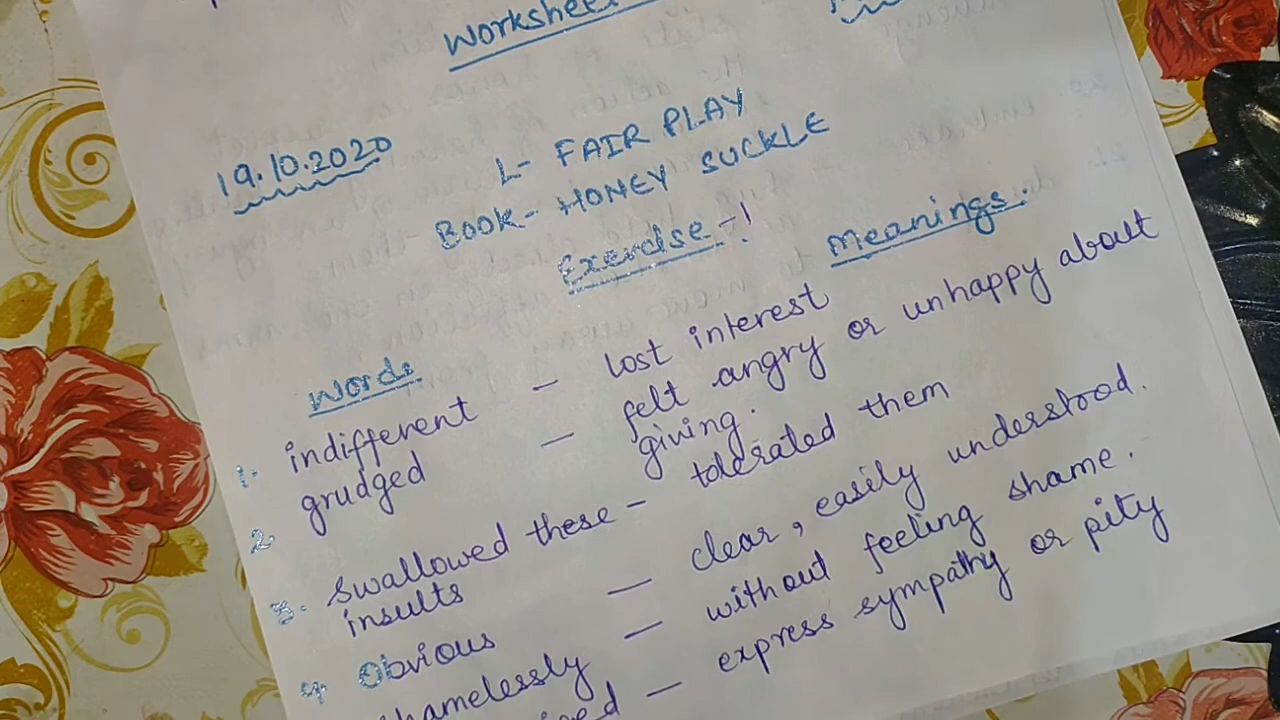 Worksheet
19.10.2020
L- FAIR PLAY
BOOK- HONEY SUCKLE
Exercise-1
Words
Meanings.
1. indifferent — lost interest
2. grudged — felt angry or unhappy about
giving.
3. swallowed these - tolerated them
insults
4. Obvious — clear, easily understood.
shamelessly — without feeling shame.
— express sympathy or pity